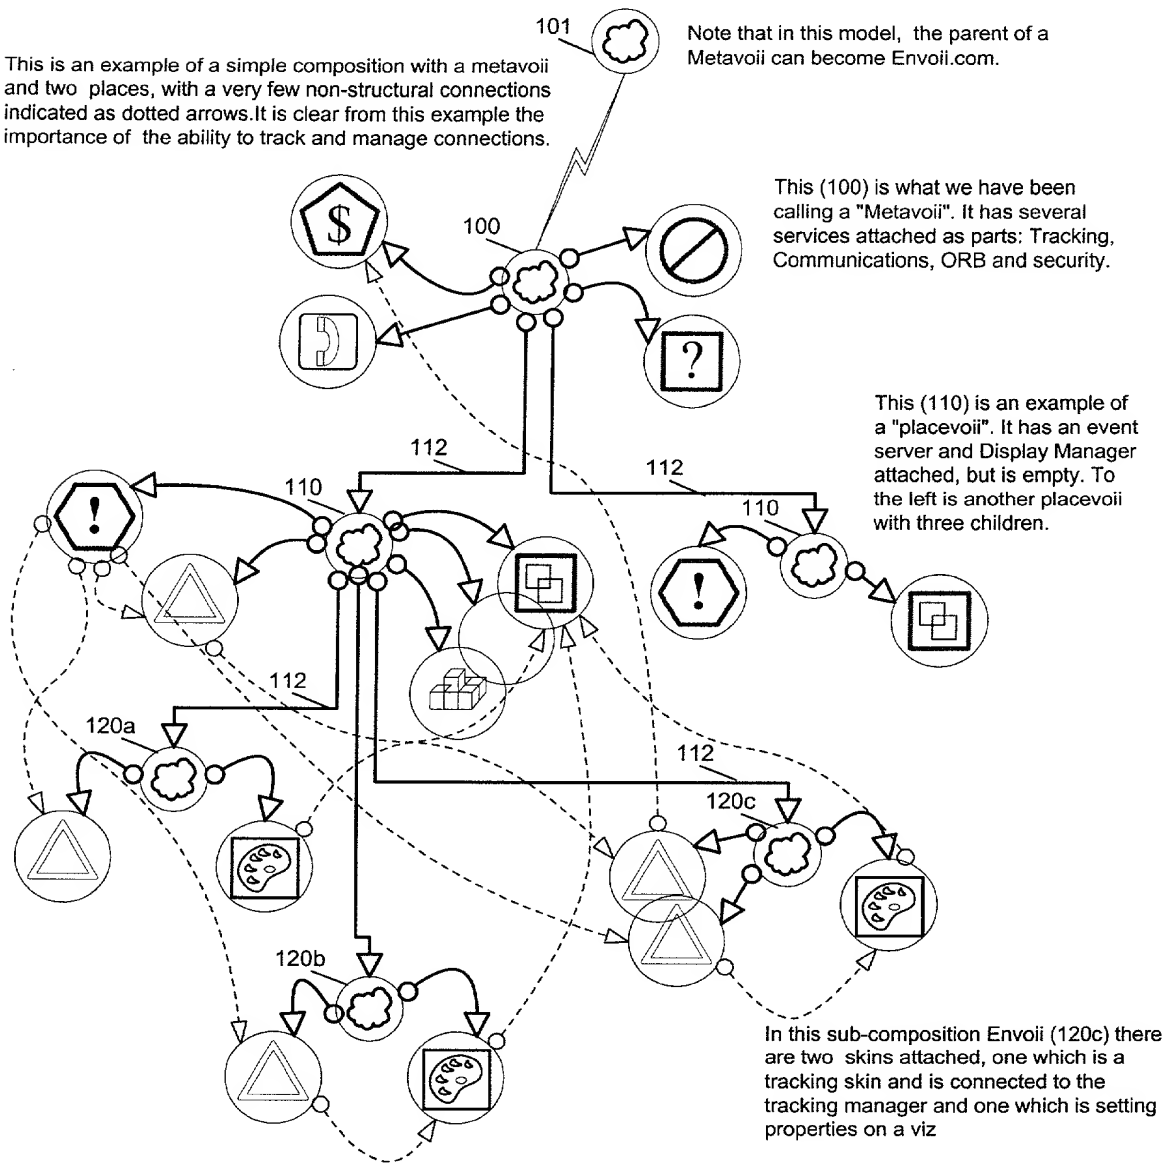 101
Note that in this model, the parent of a
Metavoii can become Envoii.com.
This is an example of a simple composition with a metavoii
and two places, with a very few non-structural connections
indicated as dotted arrows.It is clear from this example the
importance of the ability to track and manage connections.
This (100) is what we have been
calling a "Metavoii". It has several
services attached as parts: Tracking,
Communications, ORB and security.
$
100
?
This (110) is an example of
a "placevoii". It has an event
server and Display Manager
attached, but is empty. To
the left is another placevoii
with three children.
112
112
110
110
!
!
112
120a
112
120c
120b
In this sub-composition Envoii (120c) there
are two skins attached, one which is a
tracking skin and is connected to the
tracking manager and one which is setting
properties on a viz